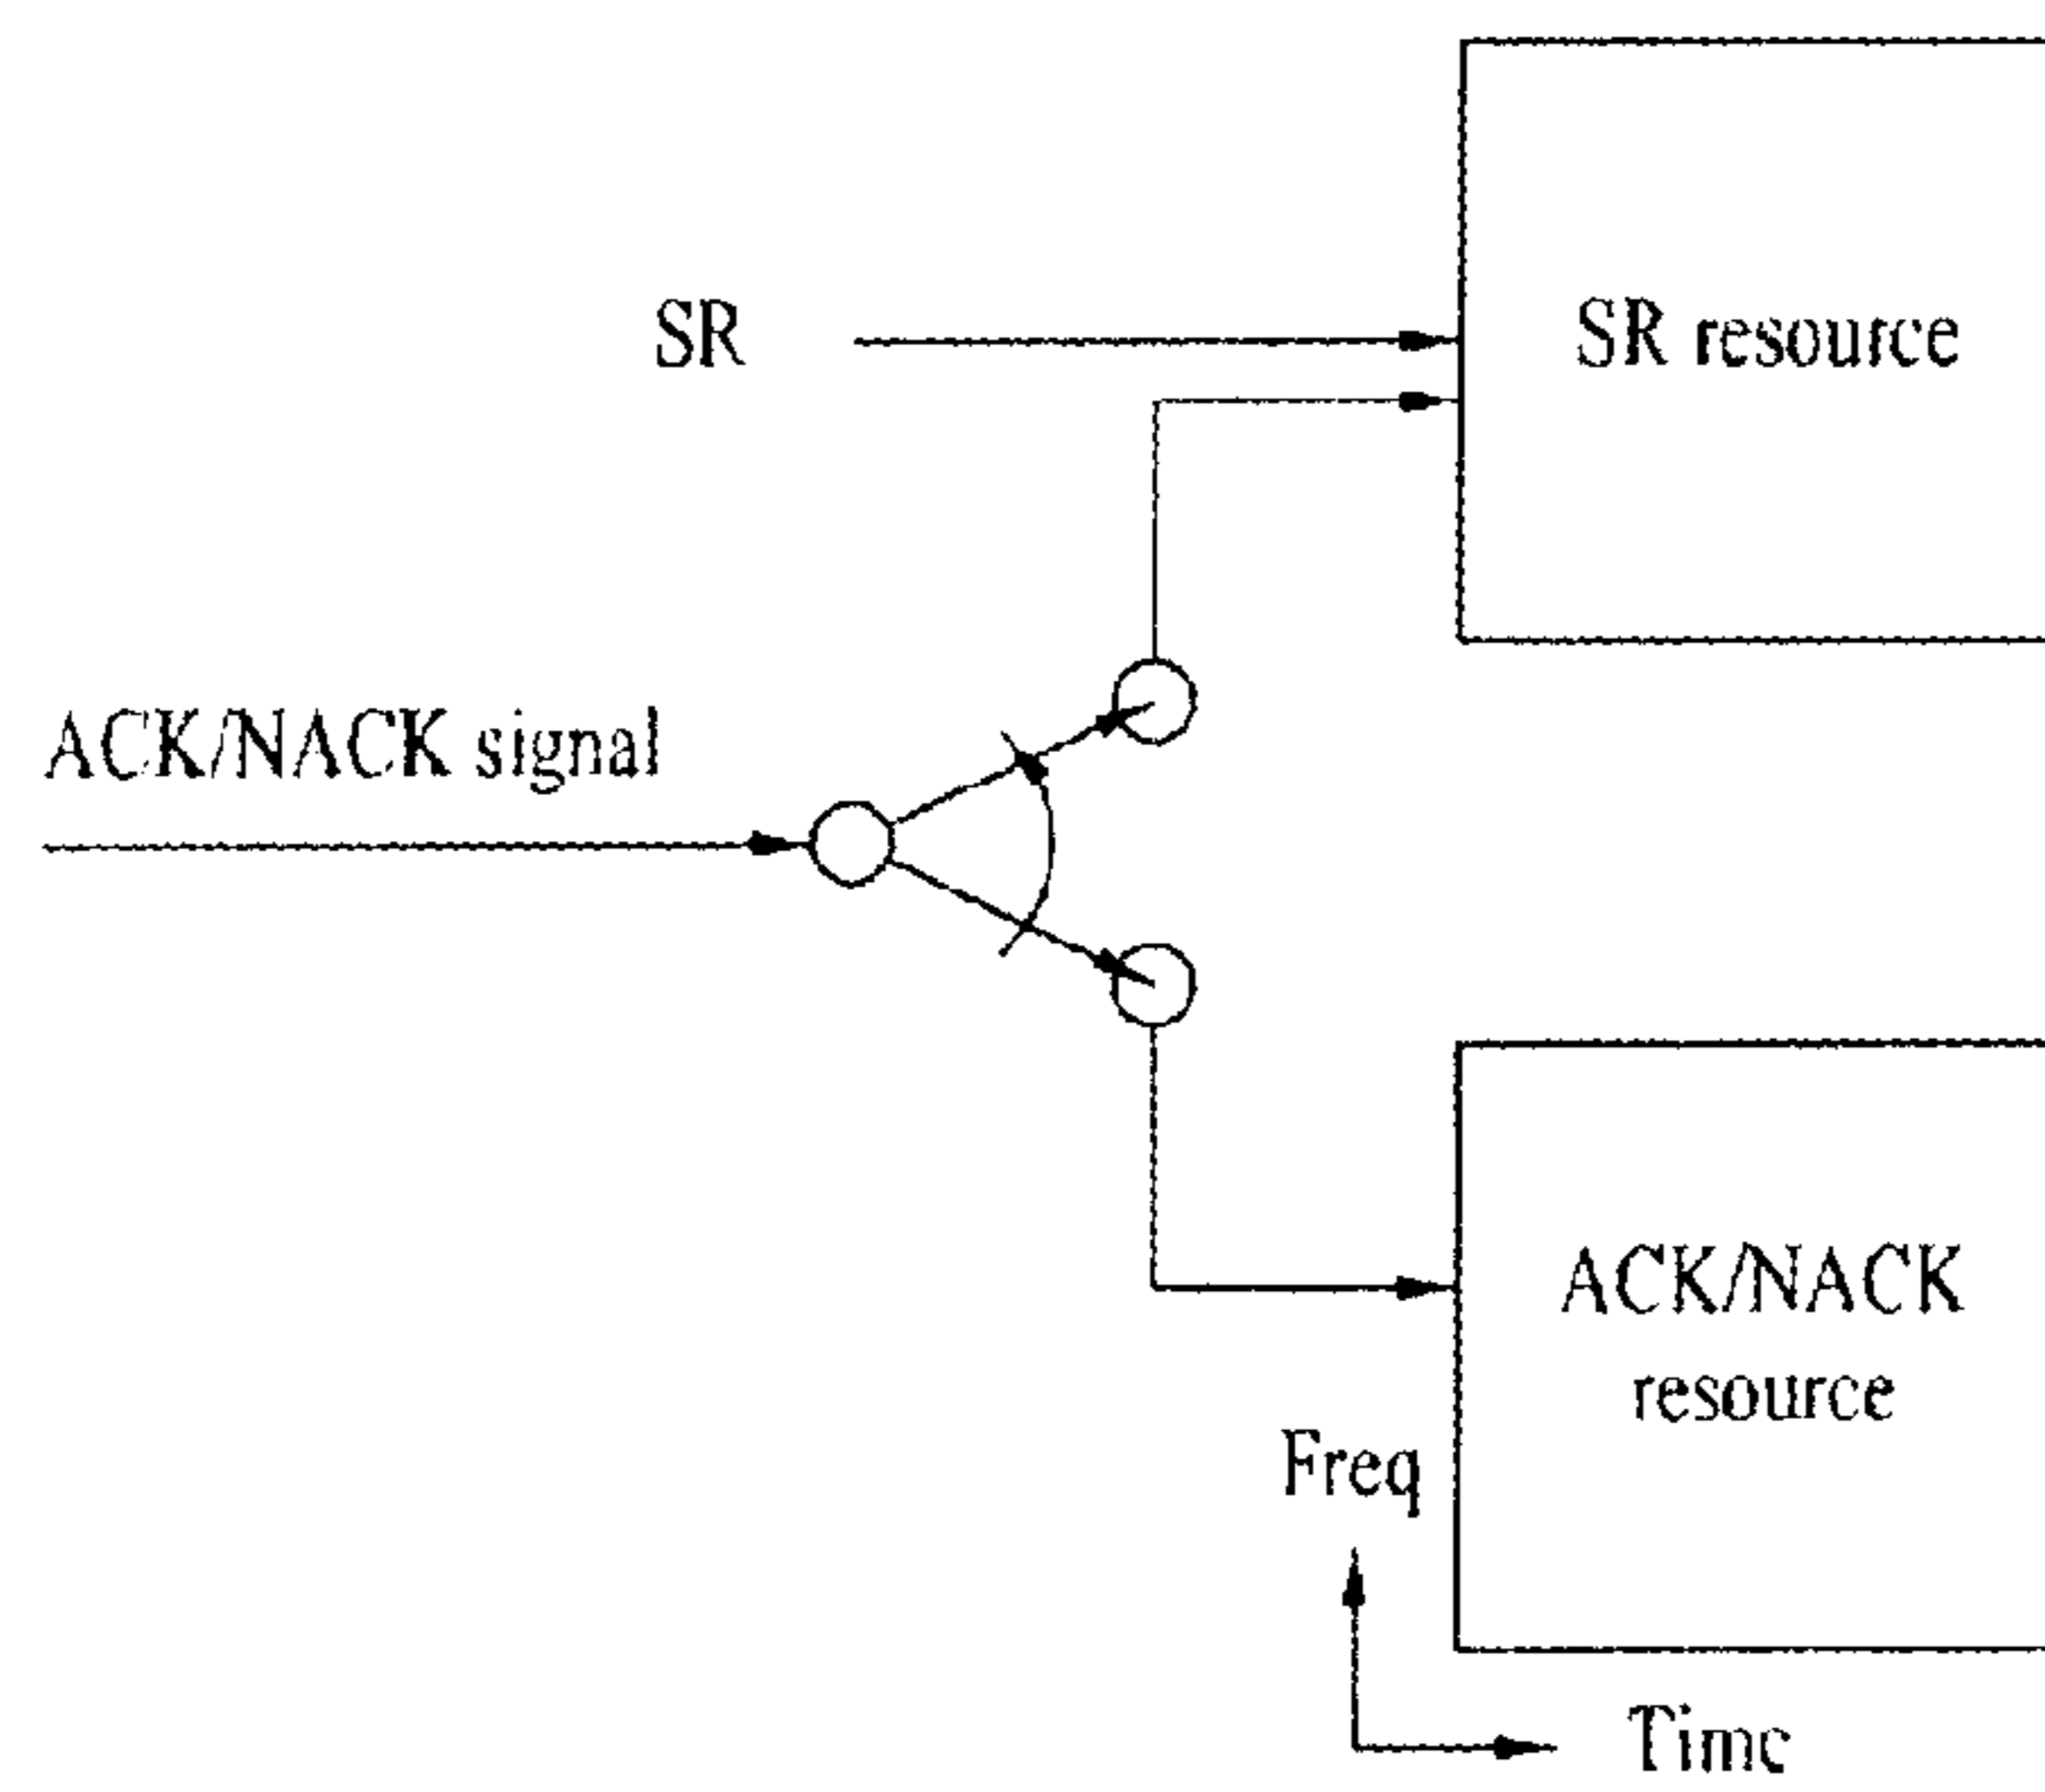 SR
SR resource
ACK/NACK signal
ACK/NACK
resource
Freq
Time